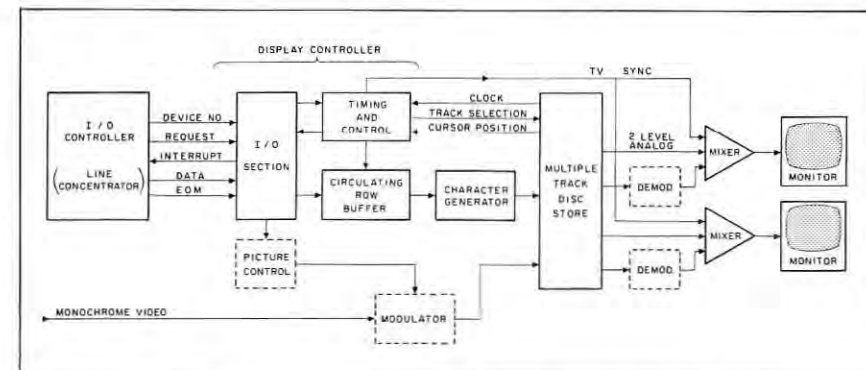 DISPLAY CONTROLLER
TV SYNC
I/O
CONTROLLER
(LINE
CONCENTRATOR)
DEVICE NO
REQUEST
INTERRUPT
DATA
EOM
I/O
SECTION
TIMING
AND
CONTROL
CLOCK
TRACK SELECTION
CURSOR POSITION
CIRCULATING
ROW
BUFFER
CHARACTER
GENERATOR
MULTIPLE
TRACK
DISC
STORE
2 LEVEL
ANALOG
DEMOD
MIXER
MONITOR
DEMOD.
MIXER
MONITOR
PICTURE
CONTROL
MONOCHROME VIDEO
MODULATOR